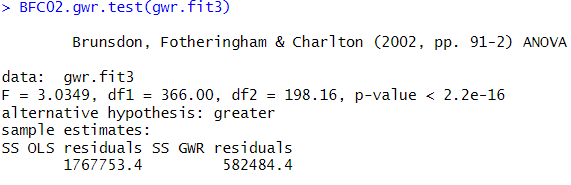 > BFC02.gwr.test(gwr.fit3)
Brunsdon, Fotheringham & Charlton (2002, pp. 91-2) ANOVA
data:  gwr.fit3
F = 3.0349, df1 = 366.00, df2 = 198.16, p-value < 2.2e-16
alternative hypothesis: greater
sample estimates:
SS OLS residuals SS GWR residuals
1767753.4         582484.4